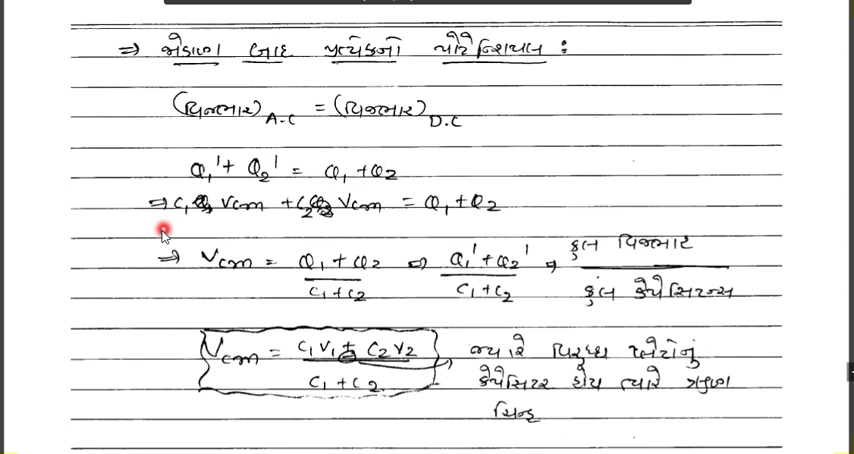 ⇒ જોડાણ બાદ પ્રત્યેકનો પોટેન્શિયલ :
(વિજભાર)A.C = (વિજભાર)D.C
Q₁' + Q₂' = Q₁ + Q₂
⇒ C₁ Vcm + C₂ Vcm = Q₁ + Q₂
⇒ Vcm = Q₁ + Q₂ / C₁ + C₂ ⇒ Q₁' + Q₂' / C₁ + C₂ ⇒ કુલ વિજભાર / કુલ કેપેસિટન્સ
Vcm = C₁V₁ ± C₂V₂ / C₁ + C₂ જ્યારે વિરુધ્ધ પ્લેટોનું
કેપેસિટર હોય ત્યારે ઋણ
ચિન્હ